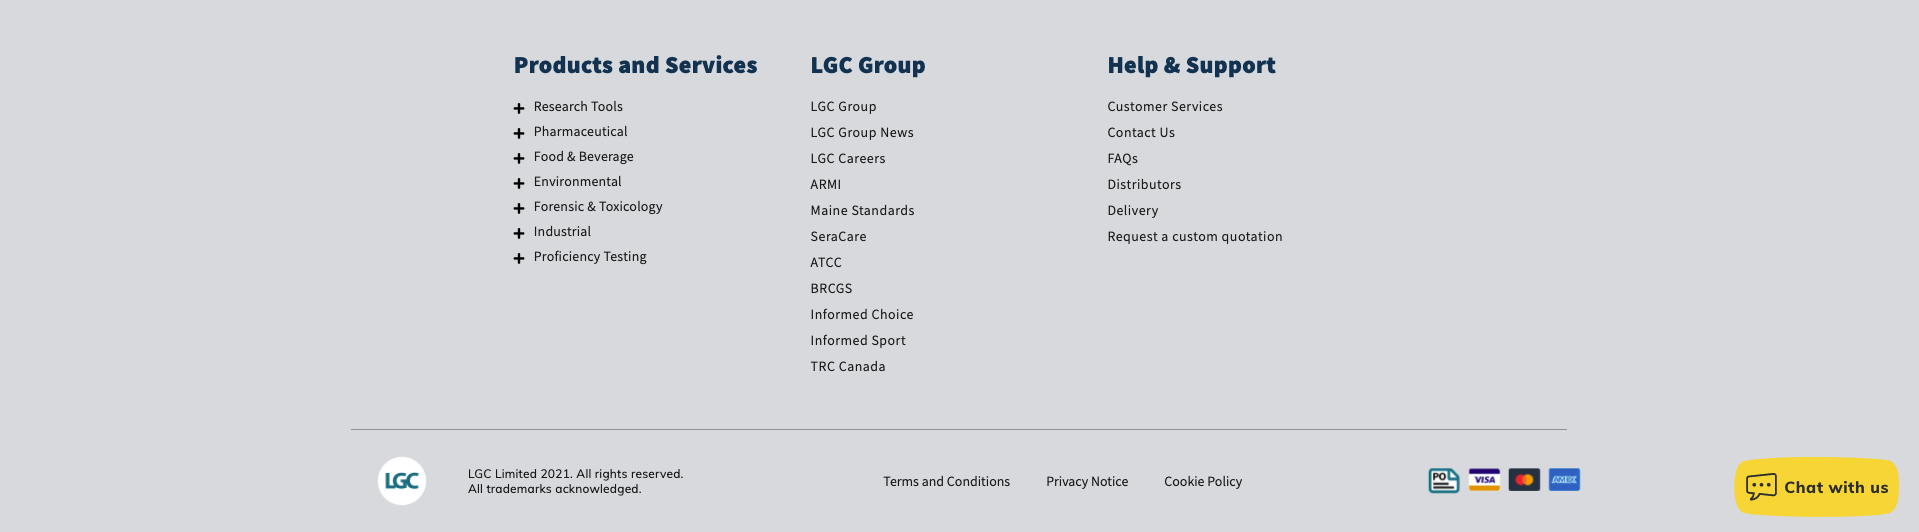 Products and Services
Research Tools
Pharmaceutical
Food & Beverage
Environmental
Forensic & Toxicology
Industrial
Proficiency Testing
LGC Group
LGC Group
LGC Group News
LGC Careers
ARMI
Maine Standards
SeraCare
ATCC
BRCGS
Informed Choice
Informed Sport
TRC Canada
Help & Support
Customer Services
Contact Us
FAQs
Distributors
Delivery
Request a custom quotation
LGC
LGC Limited 2021. All rights reserved.
All trademarks acknowledged.
Terms and Conditions
Privacy Notice
Cookie Policy
PO
VISA
AMEX
Chat with us